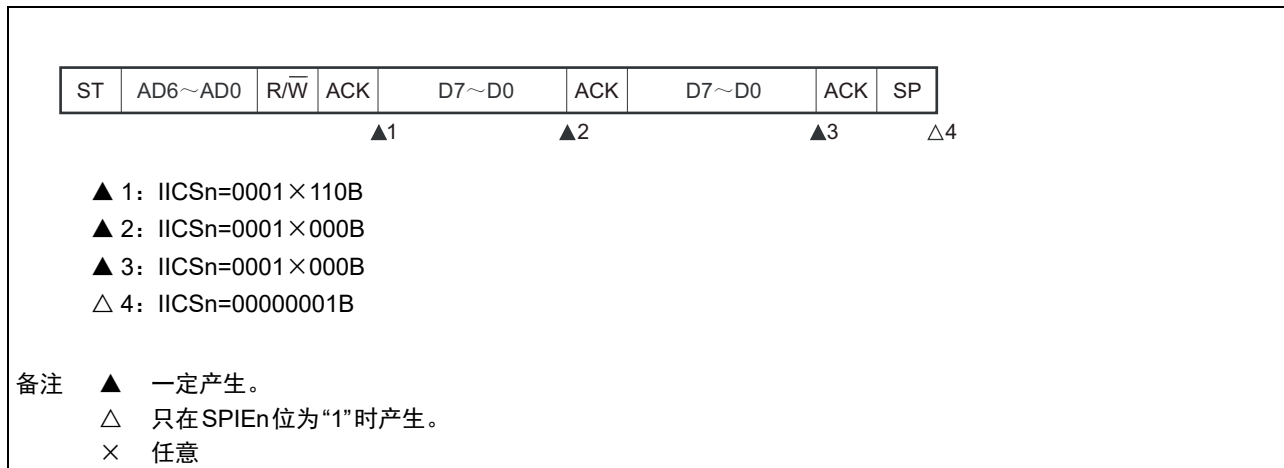 ST AD6～AD0 R/W̅ ACK D7～D0 ACK D7～D0 ACK SP
▲1 ▲2 ▲3 △4
▲ 1：IICSn=0001×110B
▲ 2：IICSn=0001×000B
▲ 3：IICSn=0001×000B
△ 4：IICSn=00000001B
备注 ▲ 一定产生。
△ 只在SPIEn位为“1”时产生。
× 任意